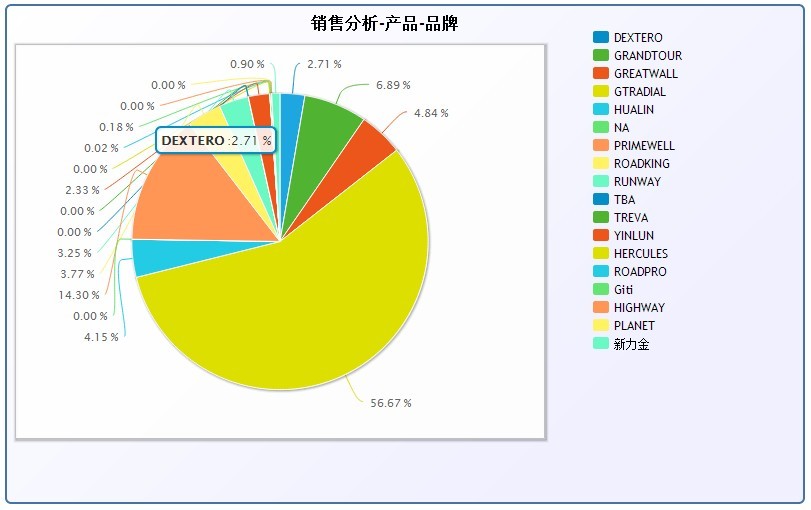 销售分析-产品-品牌
0.90 %
2.71 %
0.00 %
6.89 %
0.00 %
4.84 %
0.18 %
DEXTERO :2.71 %
0.02 %
0.00 %
2.33 %
0.00 %
0.00 %
3.25 %
3.77 %
14.30 %
0.00 %
4.15 %
56.67 %
DEXTERO
GRANDTOUR
GREATWALL
GTRADIAL
HUALIN
NA
PRIMEWELL
ROADKING
RUNWAY
TBA
TREVA
YINLUN
HERCULES
ROADPRO
Giti
HIGHWAY
PLANET
新力金